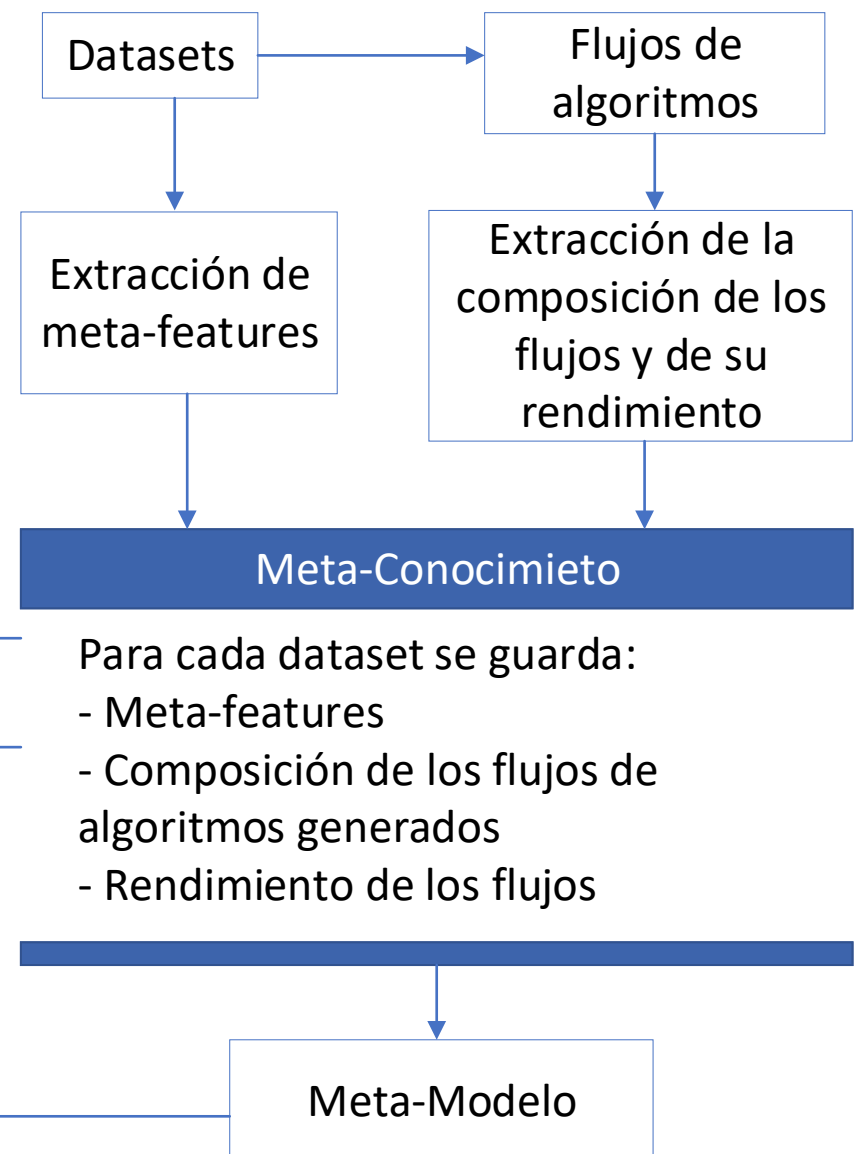 Datasets
Flujos de
algoritmos
Extracción de
meta-features
Extracción de la
composición de los
flujos y de su
rendimiento
Meta-Conocimieto
Para cada dataset se guarda:
- Meta-features
- Composición de los flujos de
algoritmos generados
- Rendimiento de los flujos
Meta-Modelo